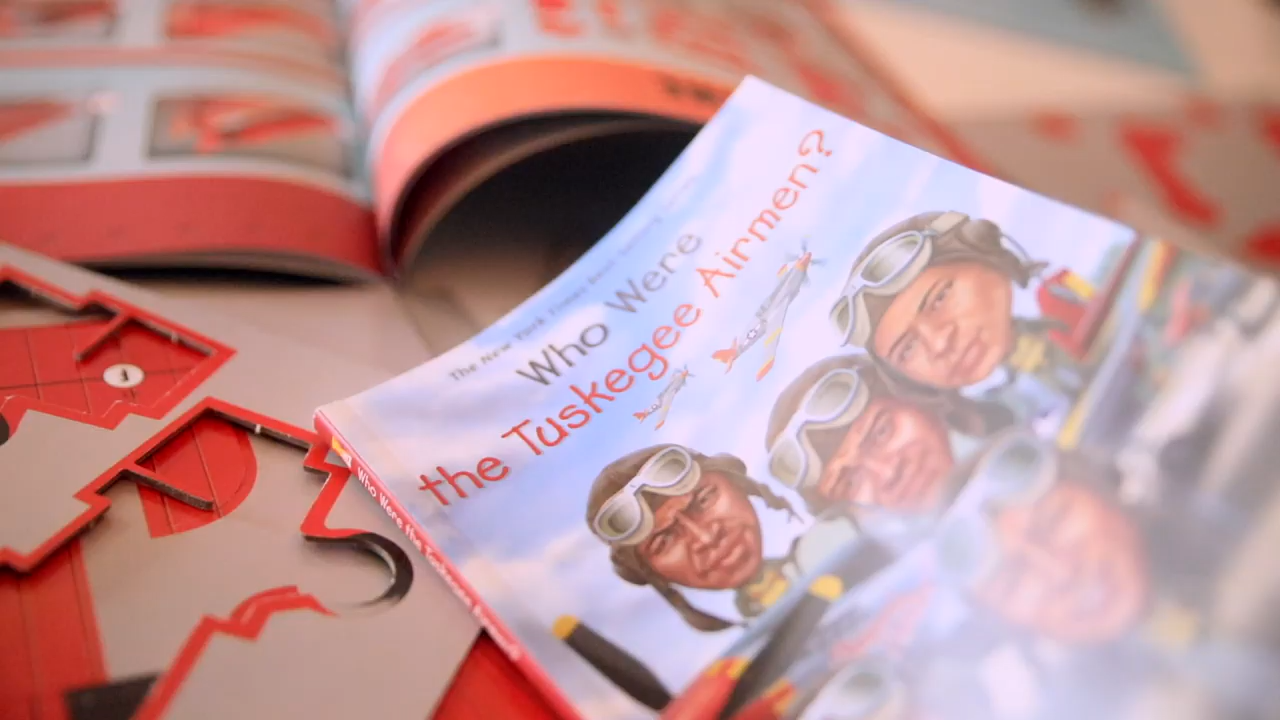 The New York Times Best-Selling
Who Were
the Tuskegee Airmen?
Who Were the Tuskegee Airmen?